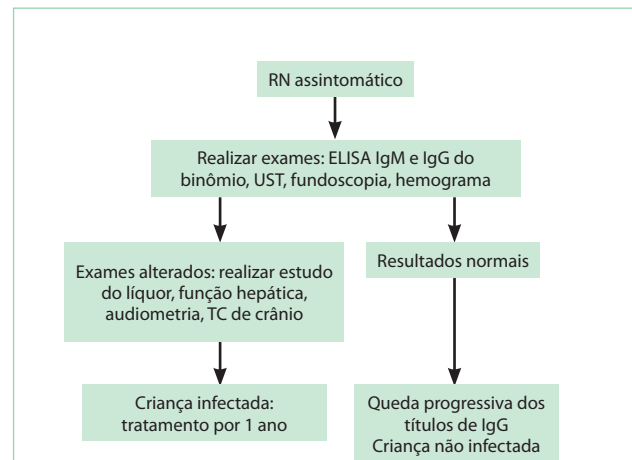 RN assintomático
Realizar exames: ELISA IgM e IgG do
binômio, UST, fundoscopia, hemograma
Exames alterados: realizar estudo
do líquor, função hepática,
audiometria, TC de crânio
Resultados normais
Criança infectada:
tratamento por 1 ano
Queda progressiva dos
títulos de IgG
Criança não infectada